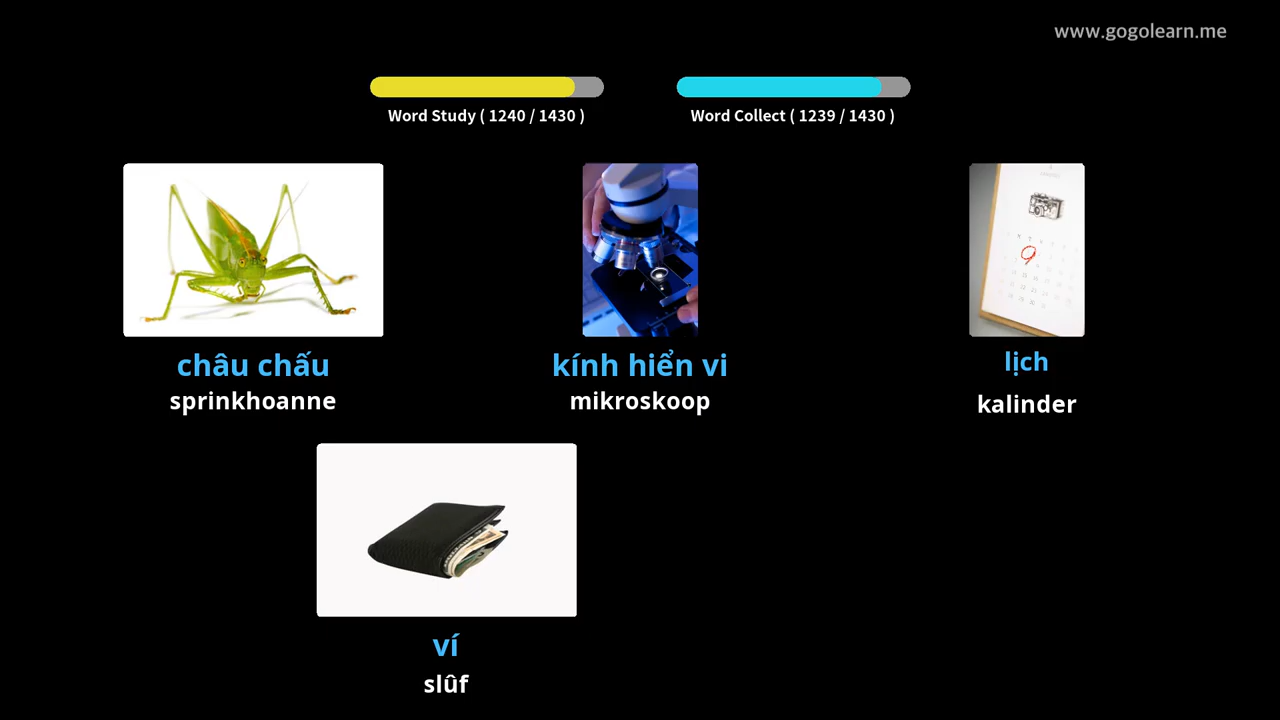 www.gogolearn.me
Word Study ( 1240 / 1430 )
Word Collect ( 1239 / 1430 )
châu chấu
kính hiển vi
lịch
sprinkhoanne
mikroskoop
kalinder
ví
slûf